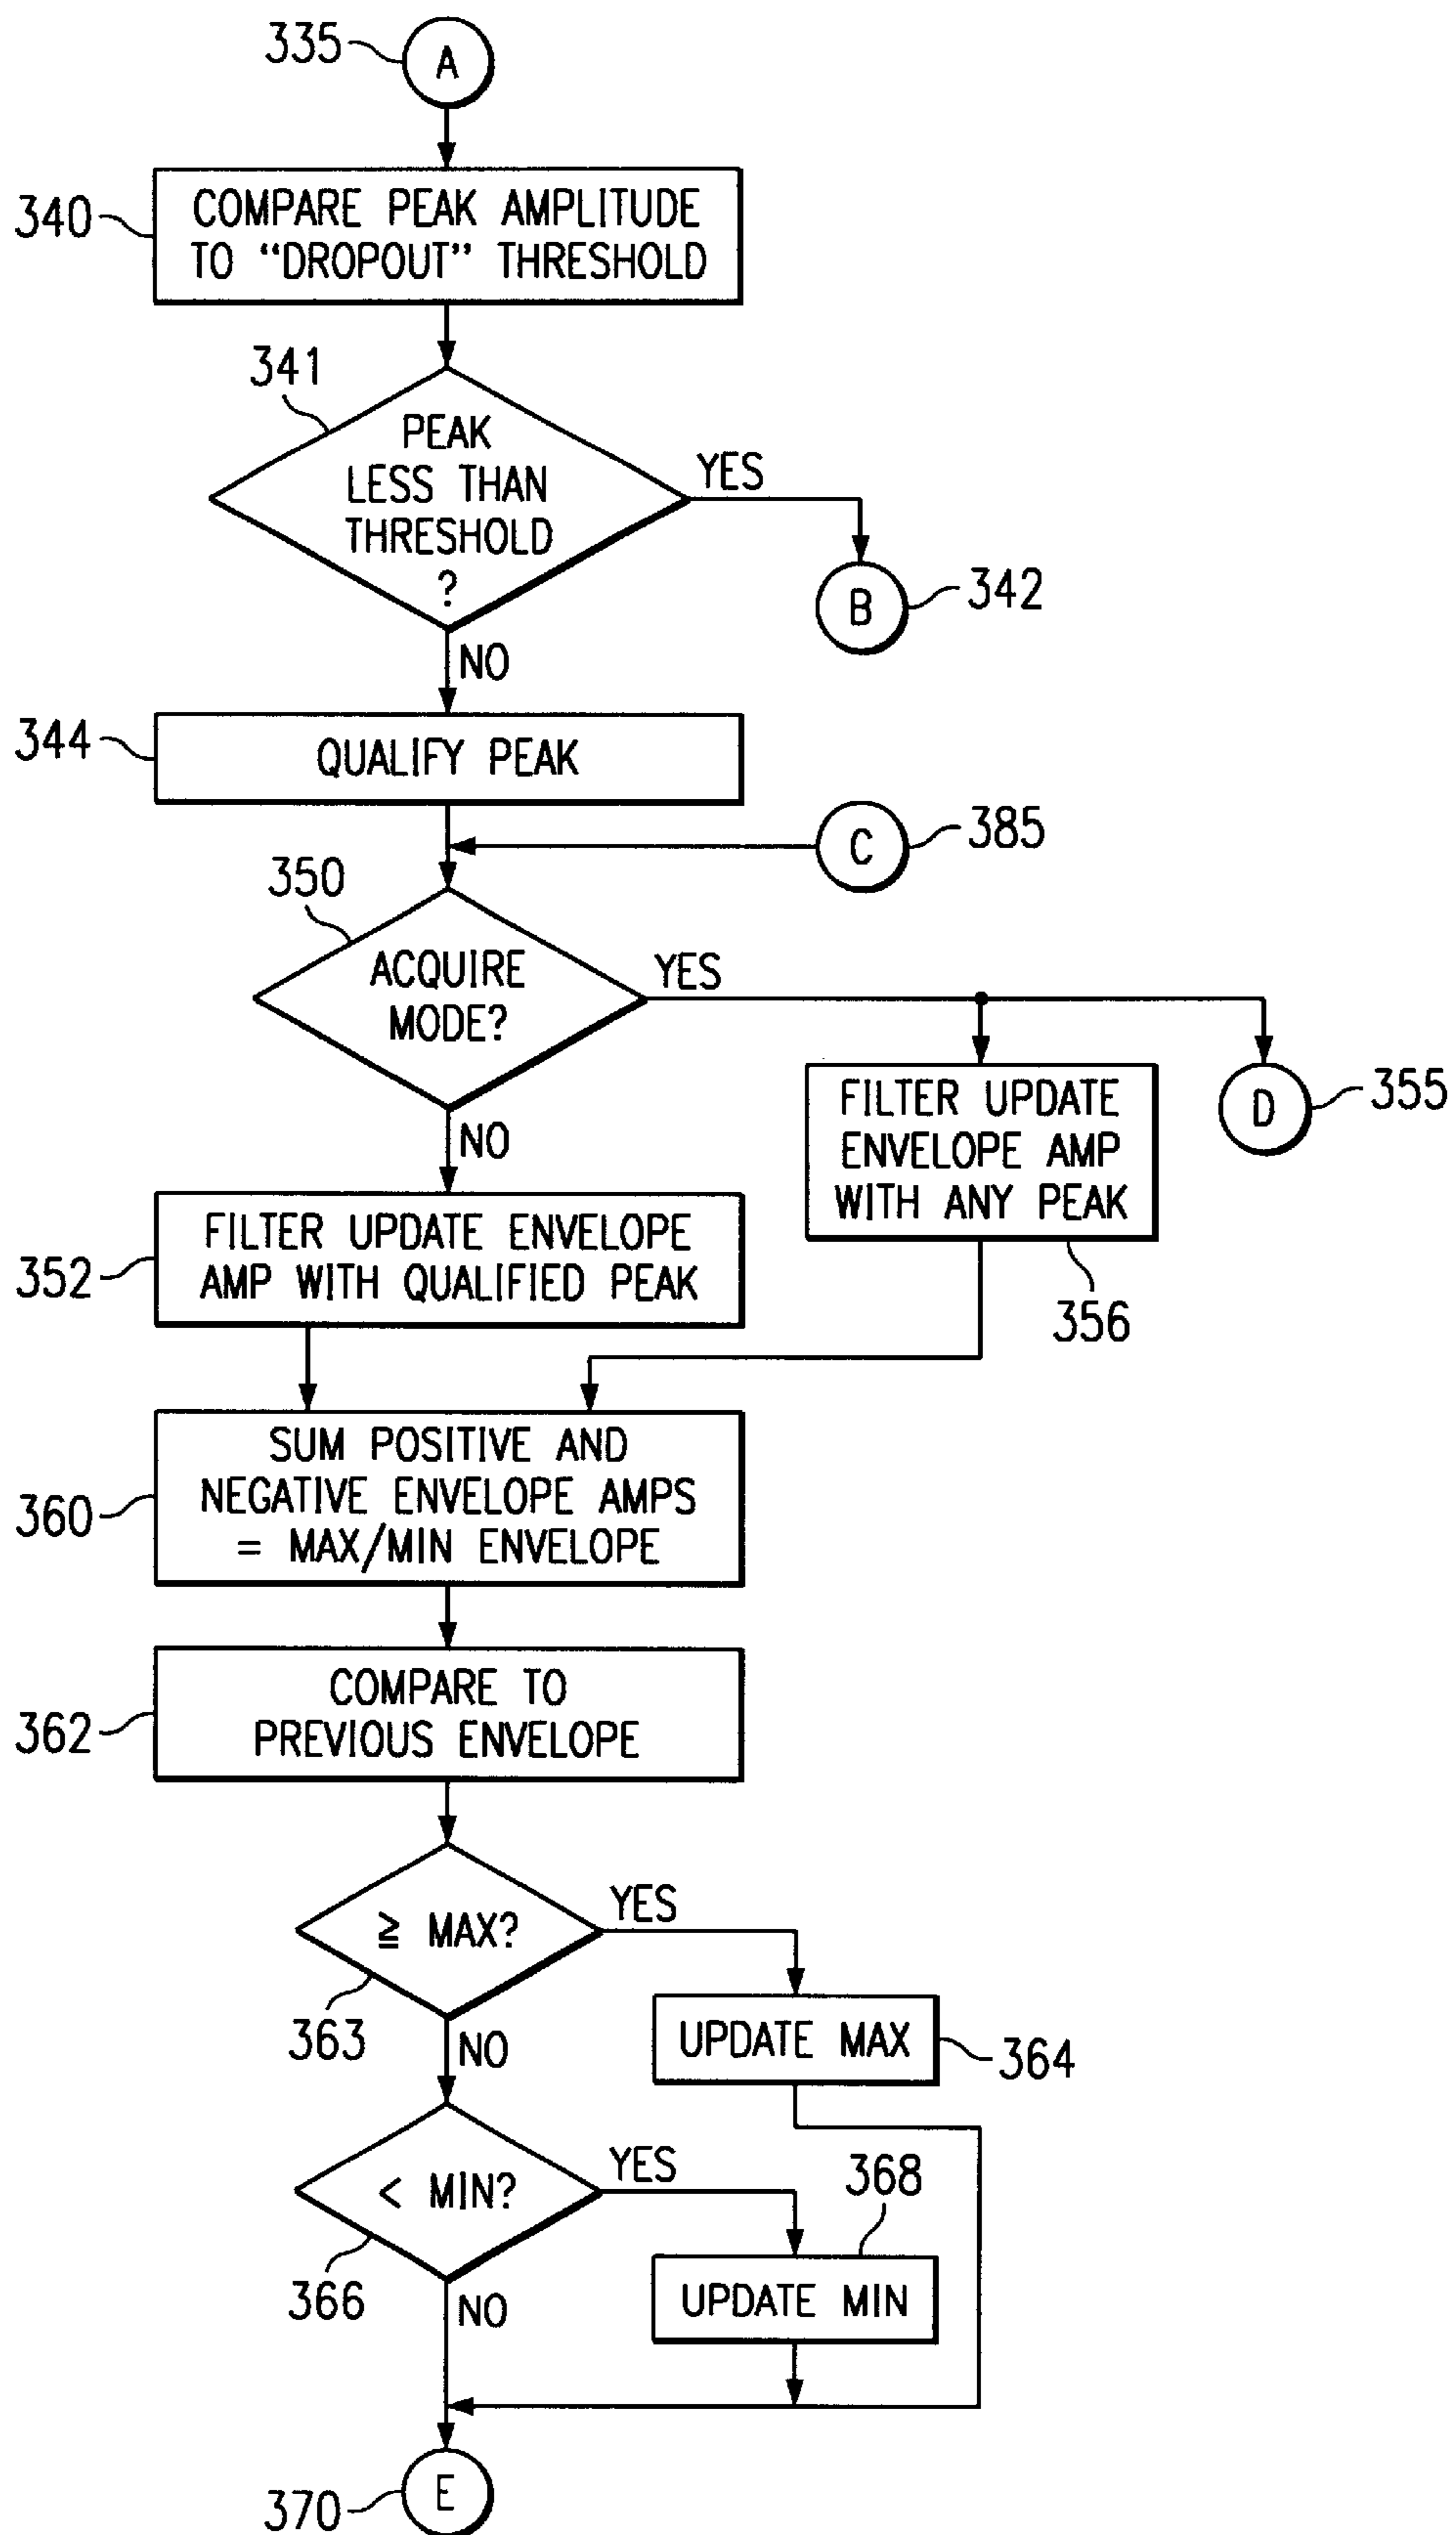 335
A
340
COMPARE PEAK AMPLITUDE
TO “DROPOUT” THRESHOLD
341
PEAK
LESS THAN
THRESHOLD
?
YES
B
342
NO
344
QUALIFY PEAK
C
385
350
ACQUIRE
MODE?
YES
FILTER UPDATE
ENVELOPE AMP
WITH ANY PEAK
356
D
355
NO
352
FILTER UPDATE ENVELOPE
AMP WITH QUALIFIED PEAK
360
SUM POSITIVE AND
NEGATIVE ENVELOPE AMPS
= MAX/MIN ENVELOPE
362
COMPARE TO
PREVIOUS ENVELOPE
≧ MAX?
363
YES
UPDATE MAX
364
NO
< MIN?
366
YES
368
UPDATE MIN
NO
E
370